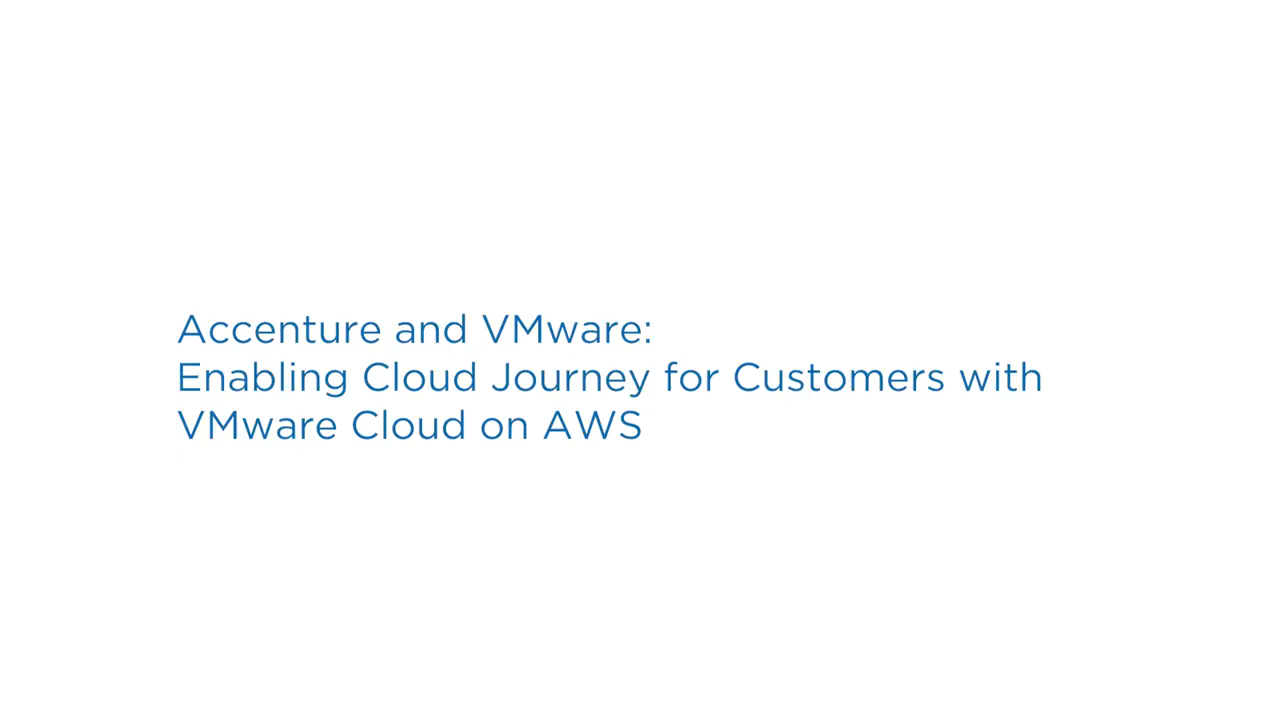 Accenture and VMware:
Enabling Cloud Journey for Customers with
VMware Cloud on AWS